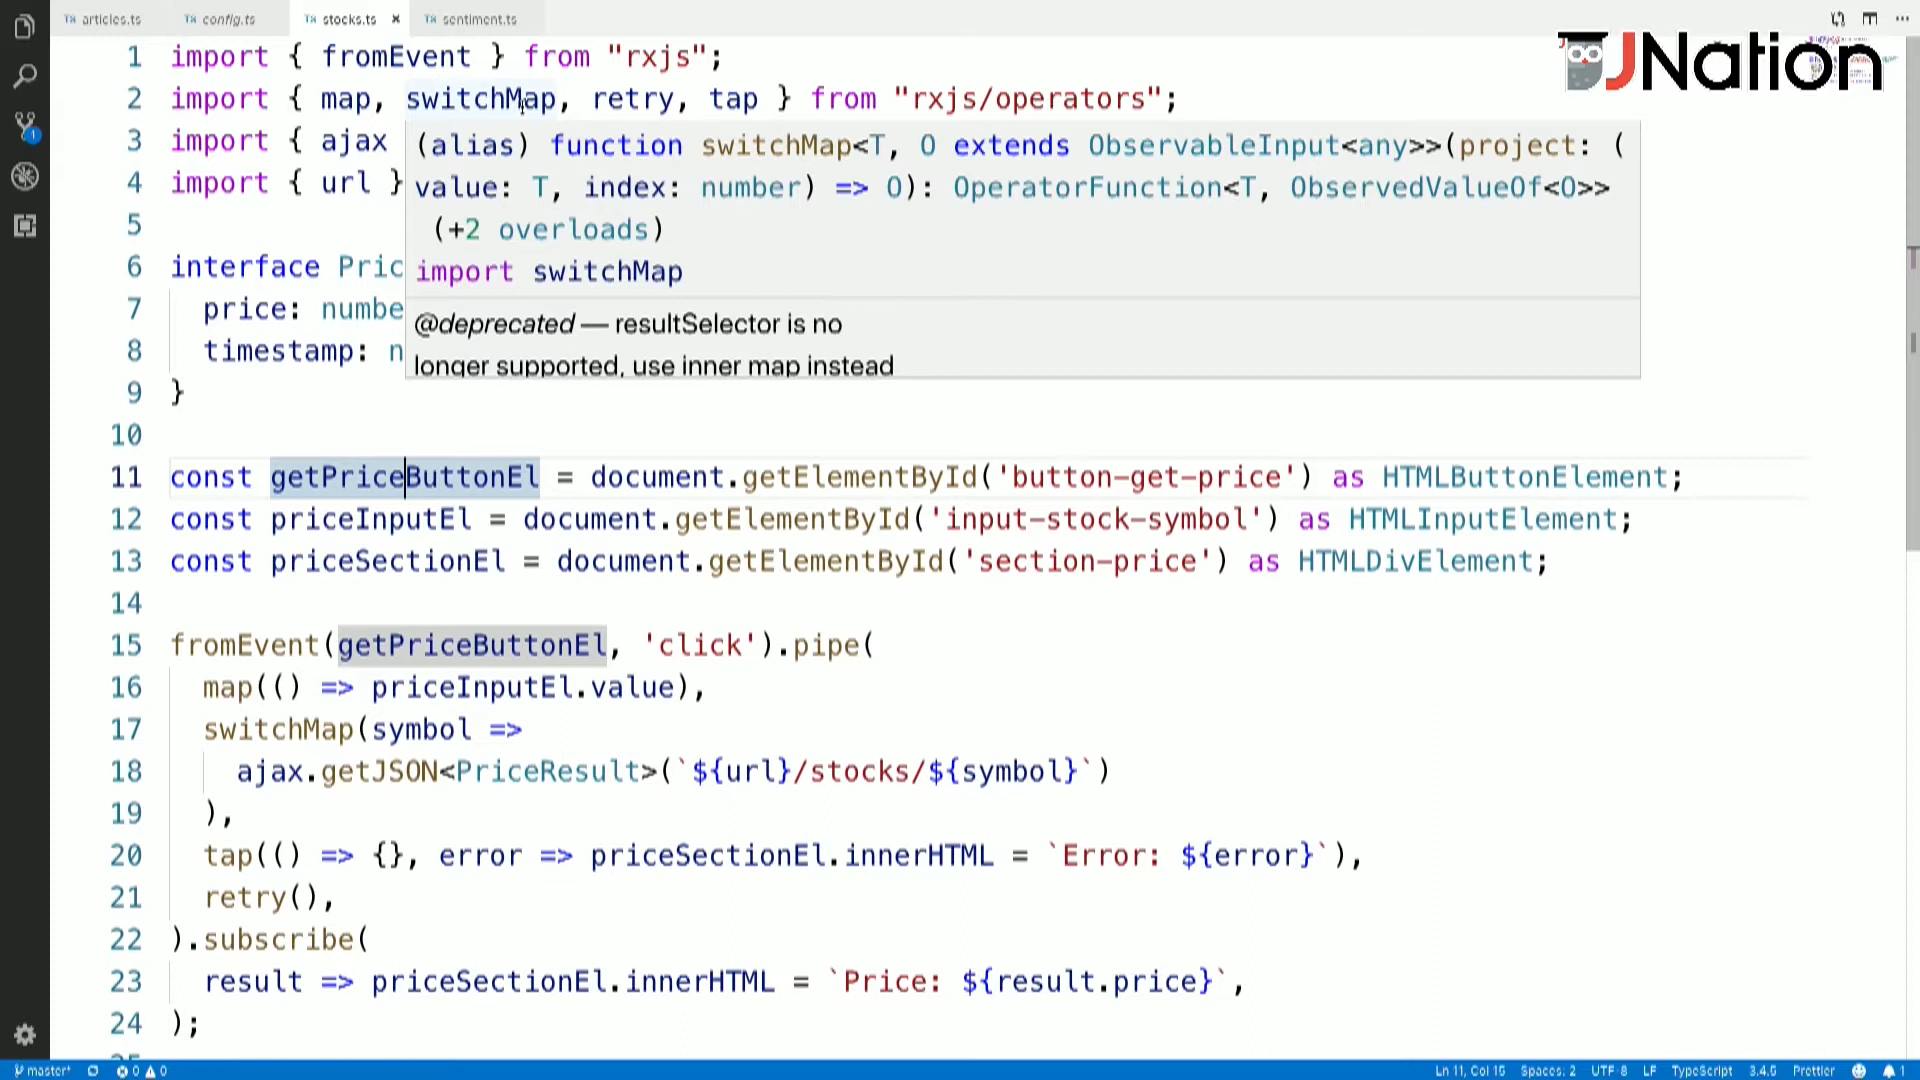 articles.ts config.ts stocks.ts × sentiment.ts
JNation
1 import { fromEvent } from "rxjs";
2 import { map, switchMap, retry, tap } from "rxjs/operators";
3 import { ajax
4 import { url }
5
6 interface Pric
7 price: numbe
8 timestamp: n
9 }
(alias) function switchMap<T, O extends ObservableInput<any>>(project: (
value: T, index: number) => O): OperatorFunction<T, ObservedValueOf<O>>
(+2 overloads)
import switchMap
@deprecated — resultSelector is no
longer supported, use inner map instead
10
11 const getPriceButtonEl = document.getElementById('button-get-price') as HTMLButtonElement;
12 const priceInputEl = document.getElementById('input-stock-symbol') as HTMLInputElement;
13 const priceSectionEl = document.getElementById('section-price') as HTMLDivElement;
14
15 fromEvent(getPriceButtonEl, 'click').pipe(
16 map(() => priceInputEl.value),
17 switchMap(symbol =>
18 ajax.getJSON<PriceResult>(`${url}/stocks/${symbol}`)
19 ),
20 tap(() => {}, error => priceSectionEl.innerHTML = `Error: ${error}`),
21 retry(),
22 ).subscribe(
23 result => priceSectionEl.innerHTML = `Price: ${result.price}`,
24 );
master* 0 0 Ln 11, Col 15 Spaces: 2 UTF-8 LF TypeScript 3.4.5 Prettier 1